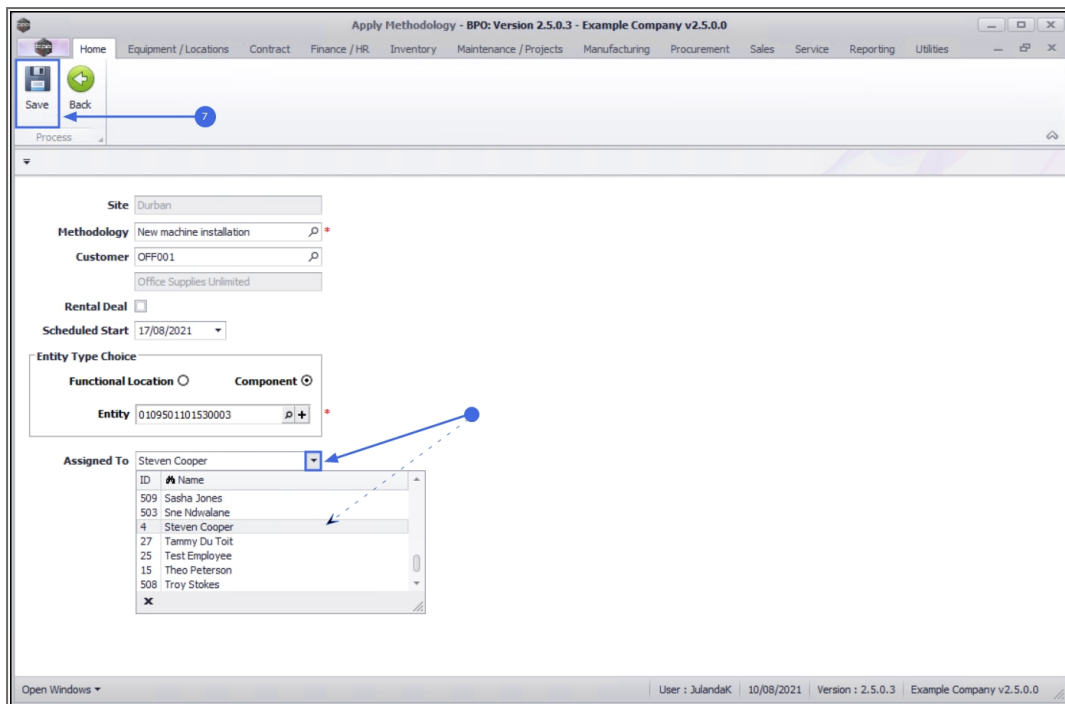 Apply Methodology - BPO: Version 2.5.0.3 - Example Company v2.5.0.0
Home Equipment / Locations Contract Finance / HR Inventory Maintenance / Projects Manufacturing Procurement Sales Service Reporting Utilities
Save Back
7
Process
Site Durban
Methodology New machine installation *
Customer OFF001
Office Supplies Unlimited
Rental Deal
Scheduled Start 17/08/2021
Entity Type Choice
Functional Location Component
Entity 0109501101530003 *
Assigned To Steven Cooper
ID Name
509 Sasha Jones
503 Sne Ndwalane
4 Steven Cooper
27 Tammy Du Toit
25 Test Employee
15 Theo Peterson
508 Troy Stokes
Open Windows User : JulandaK 10/08/2021 Version : 2.5.0.3 Example Company v2.5.0.0